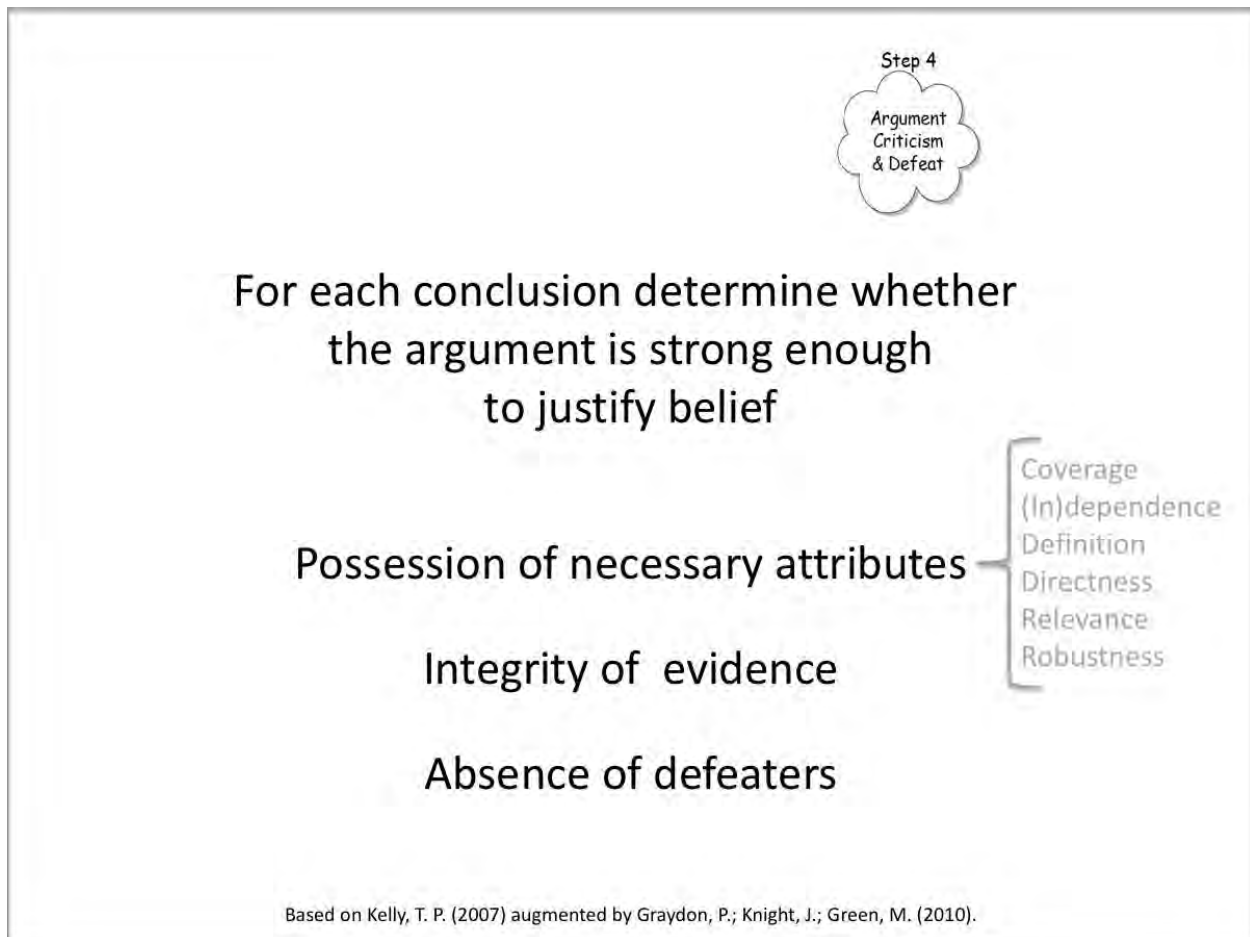 Step 4
Argument
Criticism
& Defeat
For each conclusion determine whether
the argument is strong enough
to justify belief
Possession of necessary attributes
Coverage
(In)dependence
Definition
Directness
Relevance
Robustness
Integrity of evidence
Absence of defeaters
Based on Kelly, T. P. (2007) augmented by Graydon, P.; Knight, J.; Green, M. (2010).